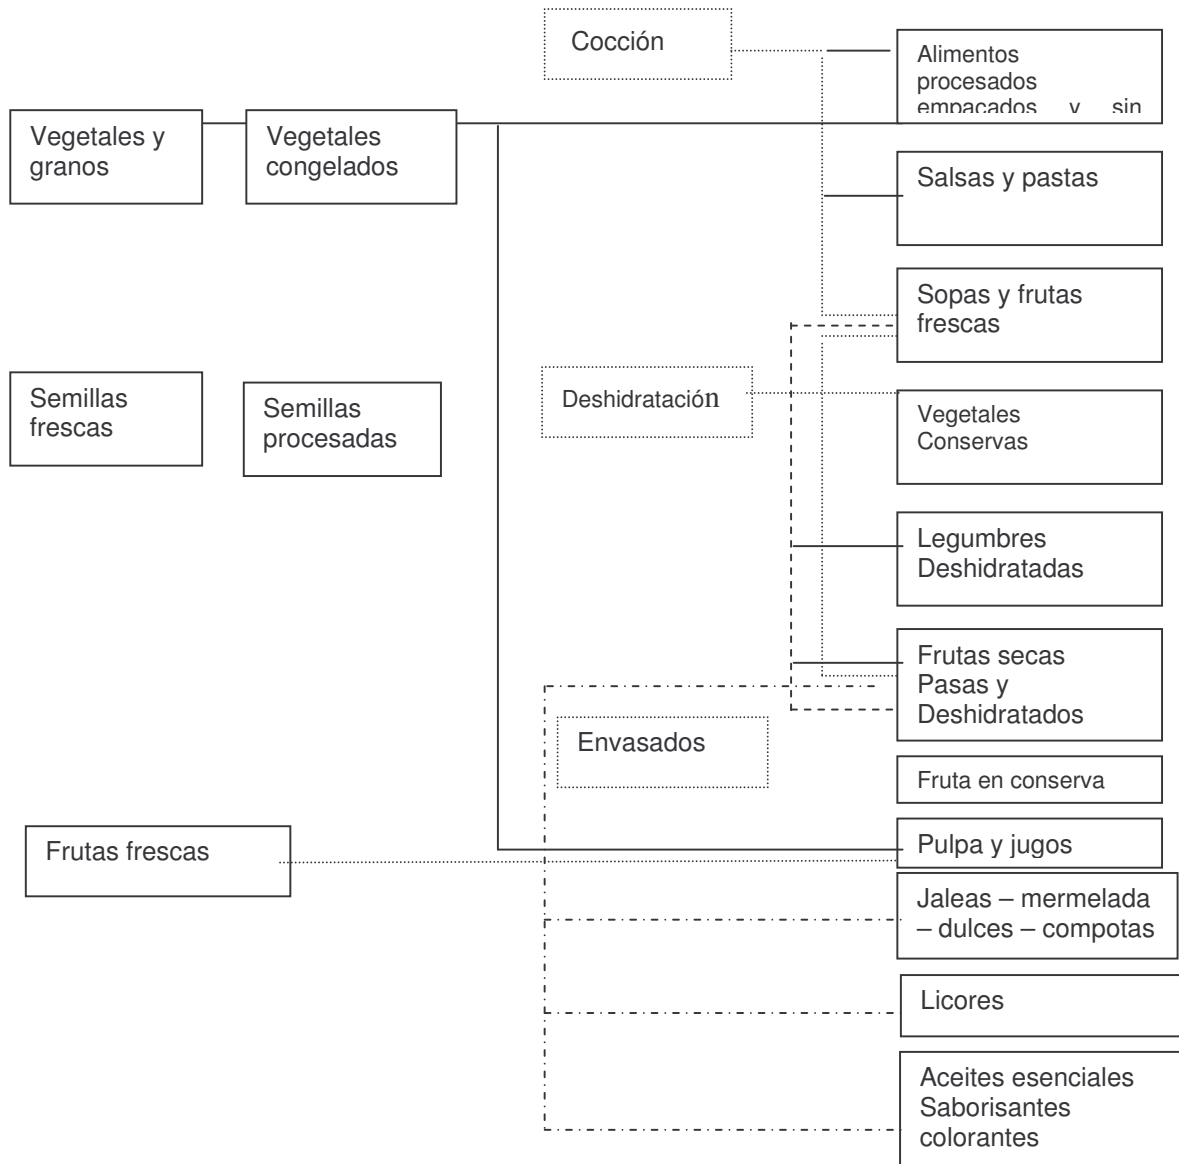 Cocción
Alimentos
procesados
empacados y sin
Vegetales y
granos
Vegetales
congelados
Salsas y pastas
Sopas y frutas
frescas
Semillas
frescas
Semillas
procesadas
Deshidratación
Vegetales
Conservas
Legumbres
Deshidratadas
Frutas secas
Pasas y
Deshidratados
Envasados
Fruta en conserva
Frutas frescas
Pulpa y jugos
Jaleas – mermelada
– dulces – compotas
Licores
Aceites esenciales
Saborisantes
colorantes